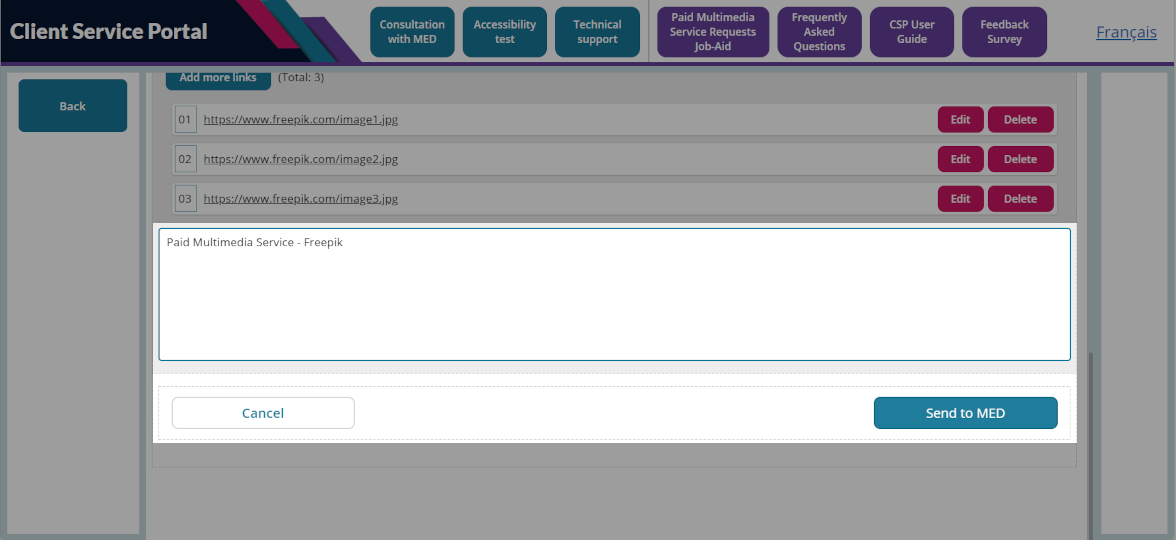 Client Service Portal
Consultation
with MED
Accessibility
test
Technical
support
Paid Multimedia
Service Requests
Job-Aid
Frequently
Asked
Questions
CSP User
Guide
Feedback
Survey
Français
Back
Add more links (Total: 3)
01 https://www.freepik.com/image1.jpg Edit Delete
02 https://www.freepik.com/image2.jpg Edit Delete
03 https://www.freepik.com/image3.jpg Edit Delete
Paid Multimedia Service - Freepik
Cancel Send to MED